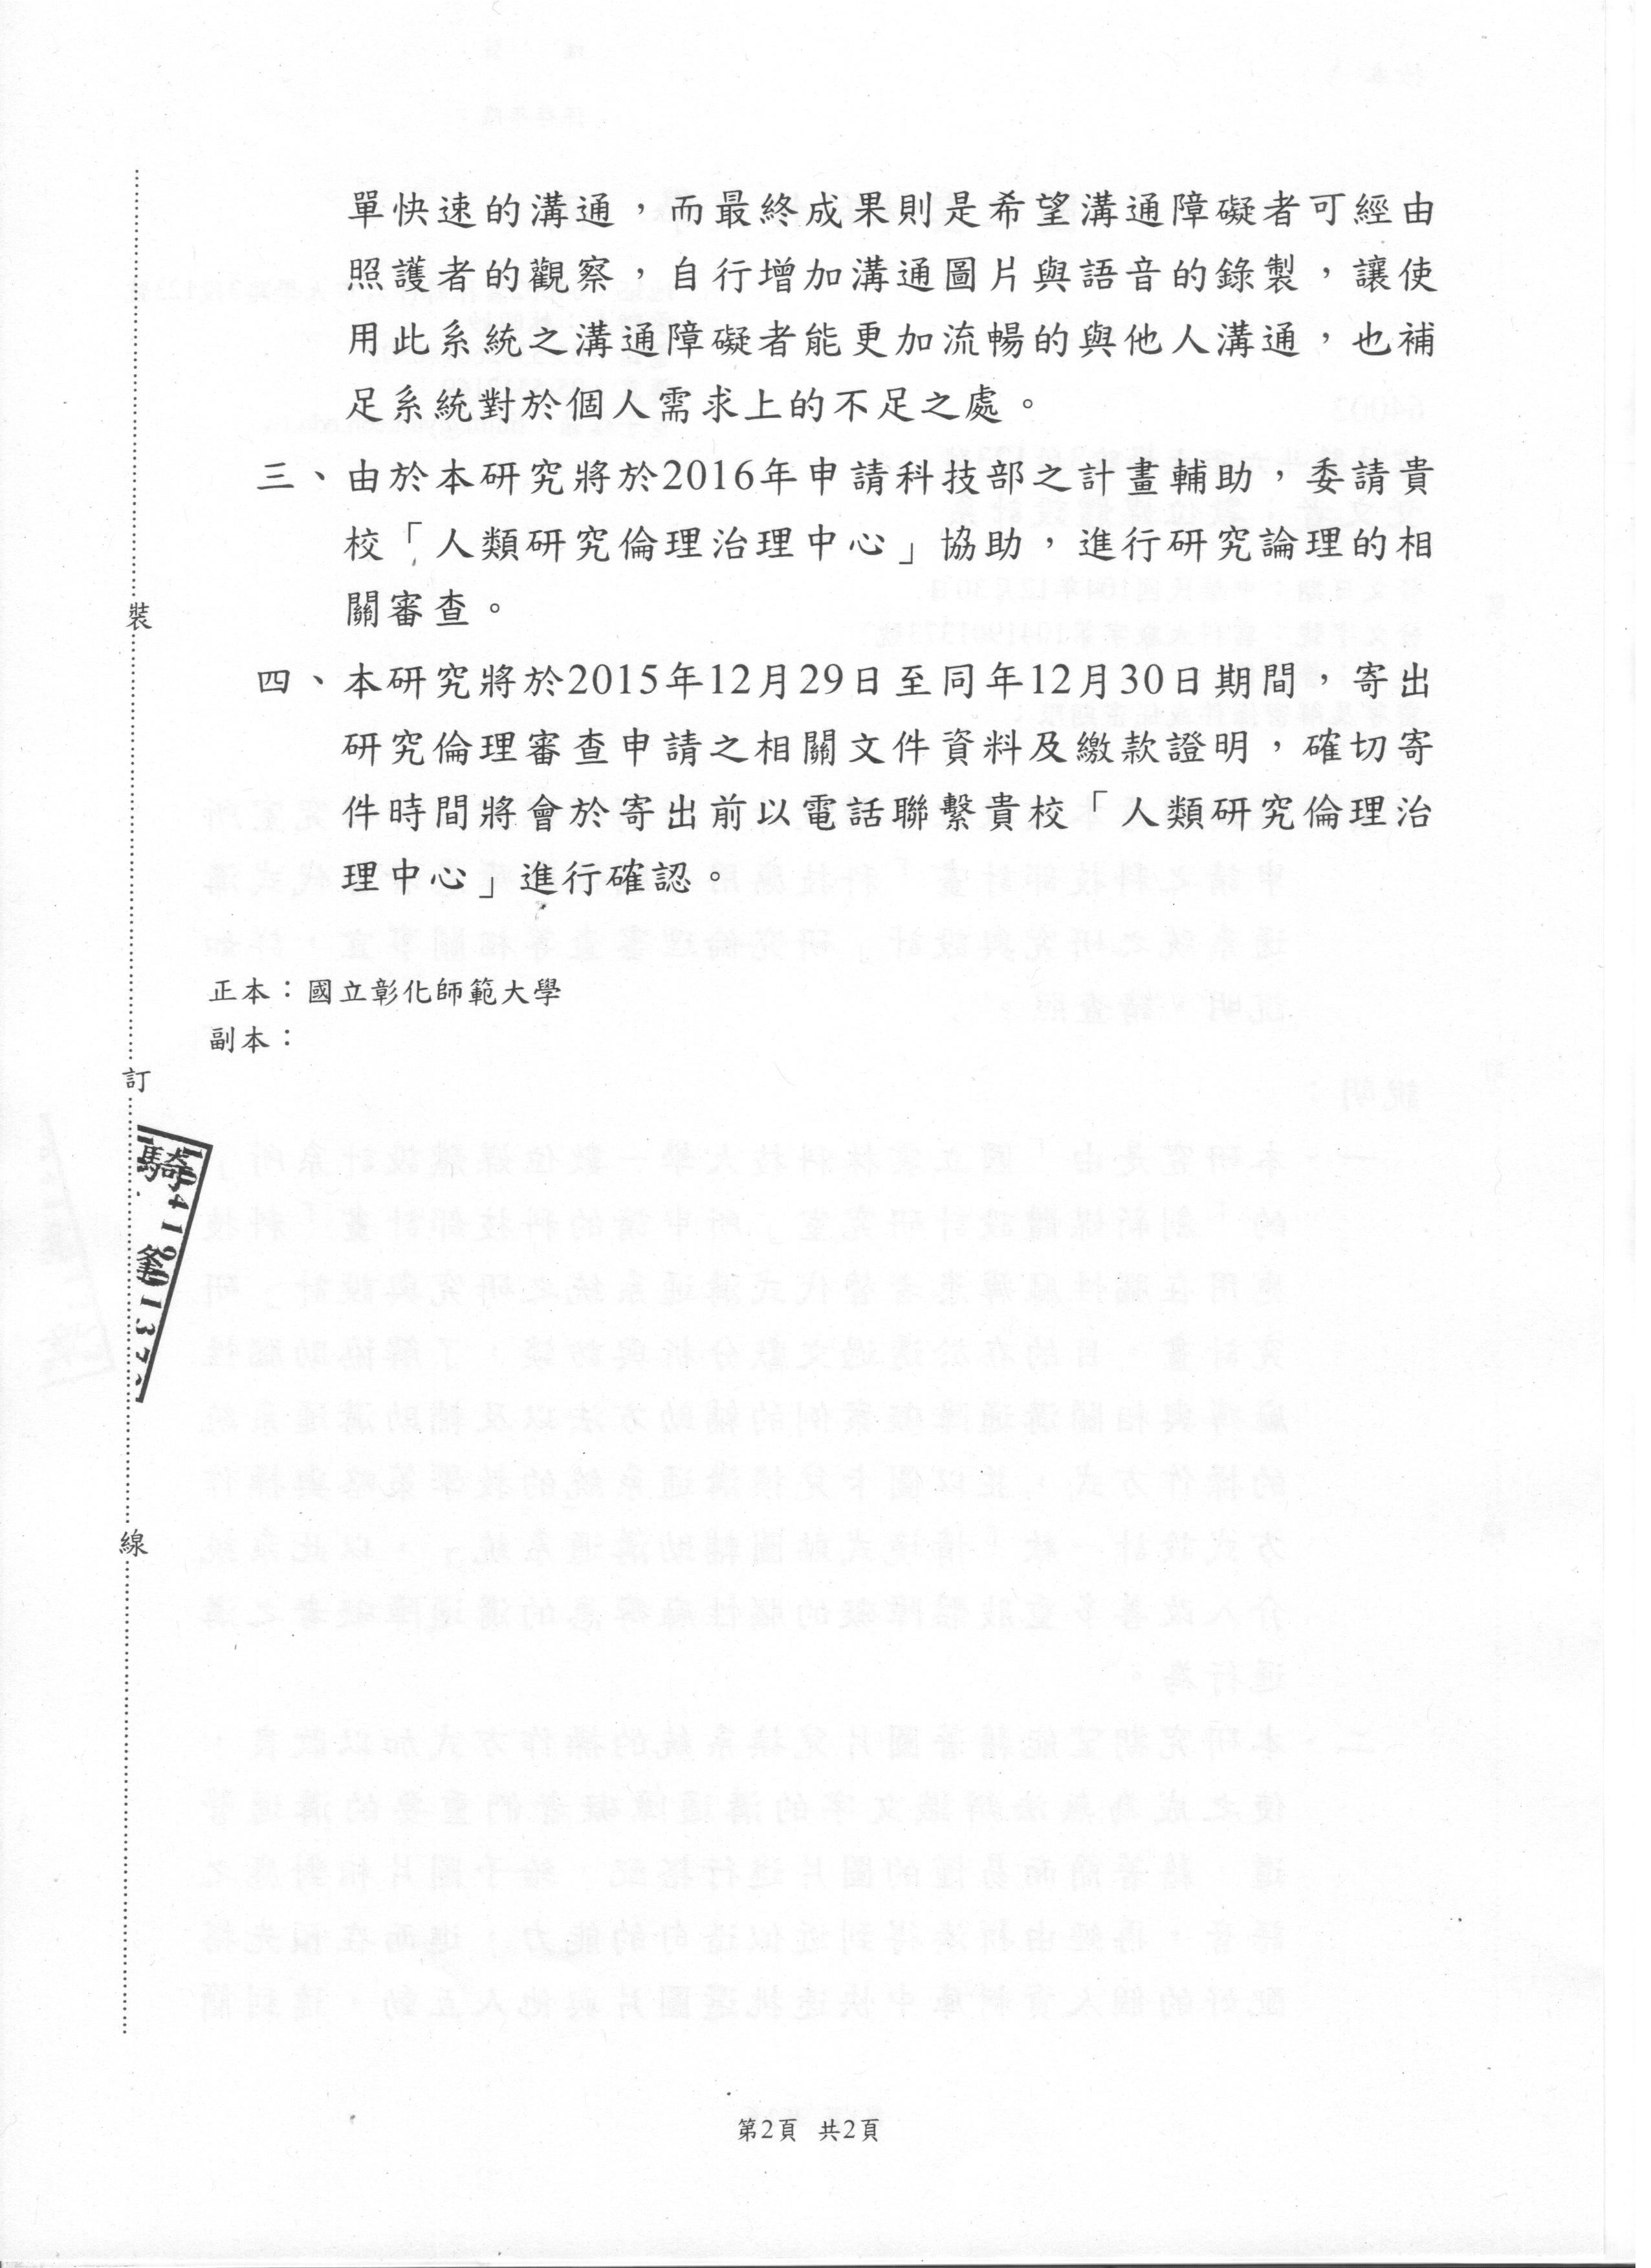 單快速的溝通，而最終成果則是希望溝通障礙者可經由
照護者的觀察，自行增加溝通圖片與語音的錄製，讓使
用此系統之溝通障礙者能更加流暢的與他人溝通，也補
足系統對於個人需求上的不足之處。
三、由於本研究將於2016年申請科技部之計畫輔助，委請貴
校「人類研究倫理治理中心」協助，進行研究論理的相
關審查。
四、本研究將於2015年12月29日至同年12月30日期間，寄出
研究倫理審查申請之相關文件資料及繳款證明，確切寄
件時間將會於寄出前以電話聯繫貴校「人類研究倫理治
理中心」進行確認。
正本：國立彰化師範大學
副本：
裝
訂
騎
線
第2頁 共2頁